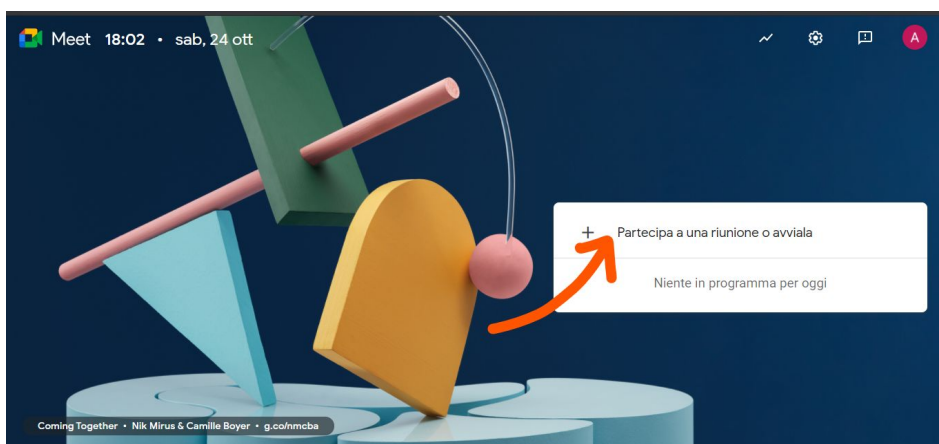 Meet 18:02 • sab, 24 ott
A
+ Partecipa a una riunione o avviala
Niente in programma per oggi
Coming Together • Nik Mirus & Camille Boyer • g.co/nmcba